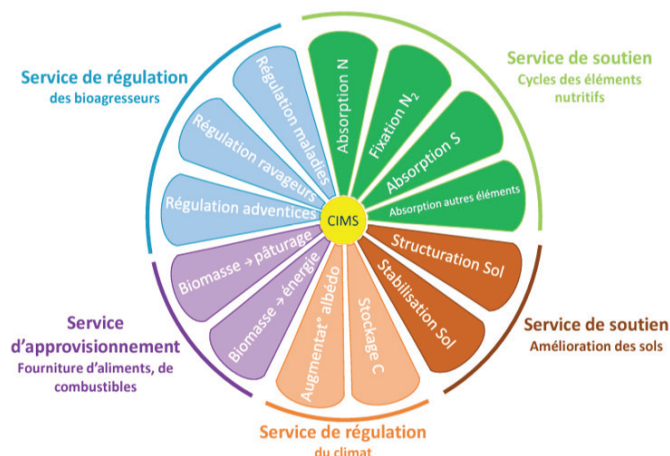 Service de régulation
des bioagresseurs
Service de soutien
Cycles des éléments
nutritifs
Régulation maladies
Régulation ravageurs
Régulation adventices
Absorption N
Fixation N₂
Absorption S
Absorption autres éléments
CIMS
Biomasse → pâturage
Biomasse → énergie
Augmentat° albédo
Stockage C
Stabilisation Sol
Structuration Sol
Service
d’approvisionnement
Fourniture d’aliments, de
combustibles
Service de soutien
Amélioration des sols
Service de régulation
du climat